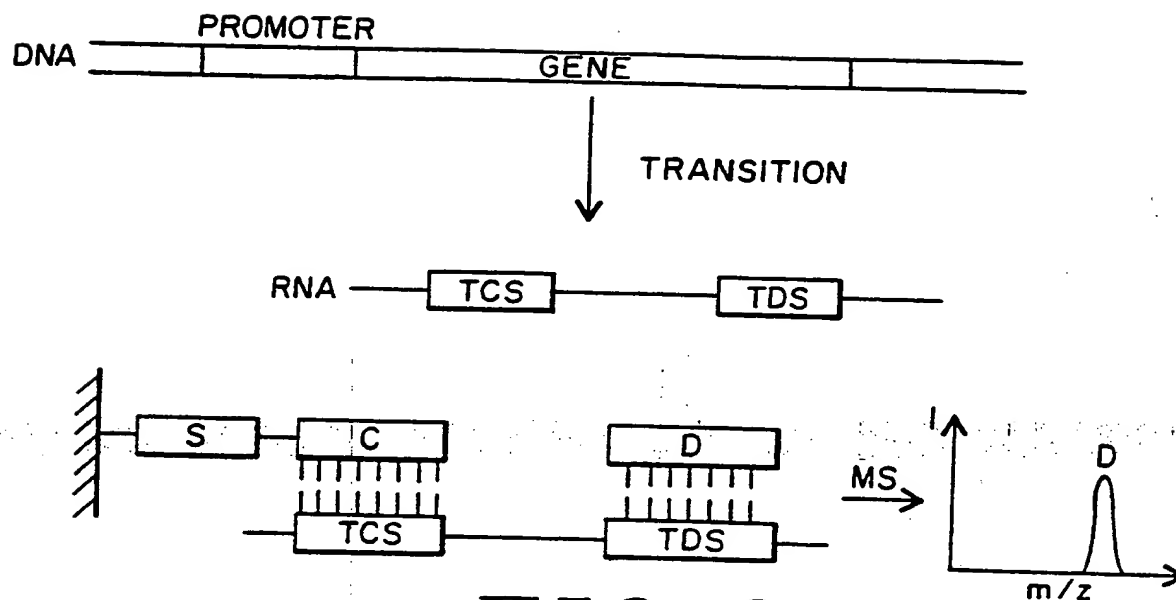 PROMOTER
DNA
GENE
TRANSITION
RNA
TCS
TDS
S
C
D
TCS
TDS
MS
I
D
m/z